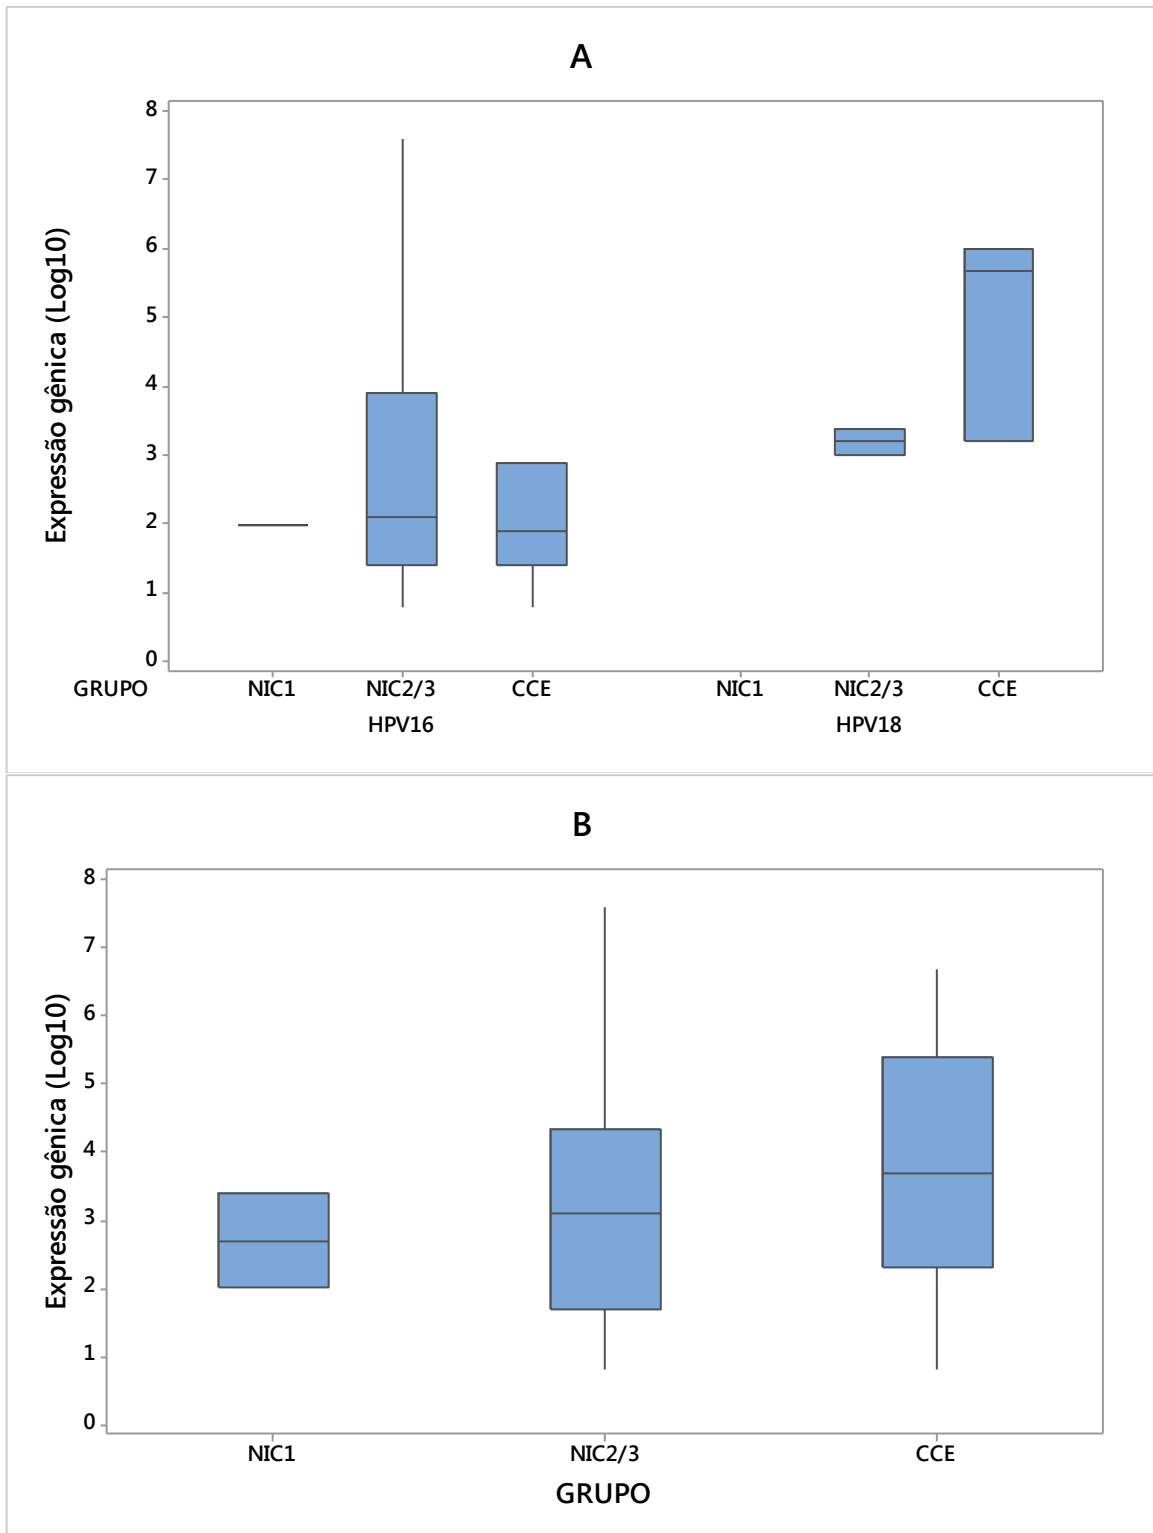 A
Expressão gênica (Log10)
8
7
6
5
4
3
2
1
0
GRUPO NIC1 NIC2/3 CCE NIC1 NIC2/3 CCE
HPV16 HPV18
B
Expressão gênica (Log10)
8
7
6
5
4
3
2
1
0
NIC1 NIC2/3 CCE
GRUPO